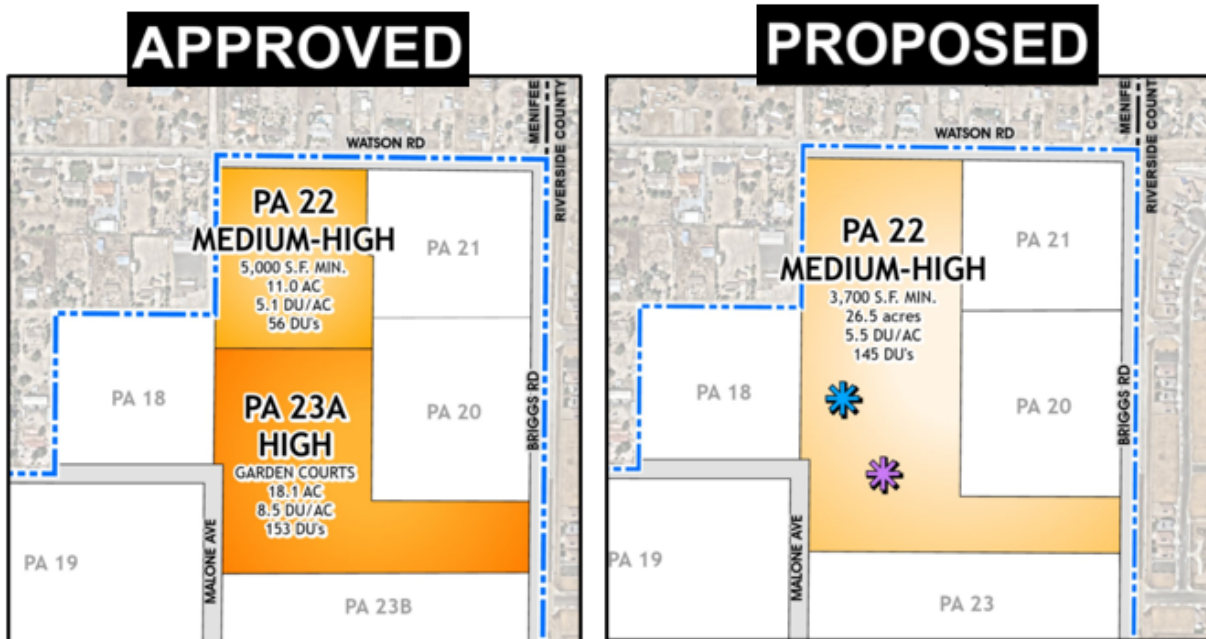 APPROVED
WATSON RD
MENIFEE
RIVERSIDE COUNTY
PA 22
MEDIUM-HIGH
5,000 S.F. MIN.
11.0 AC
5.1 DU/AC
56 DU's
PA 21
PA 18
PA 23A
HIGH
GARDEN COURTS
18.1 AC
8.5 DU/AC
153 DU's
PA 20
BRIGGS RD
PA 19
MALONE AVE
PA 23B
PROPOSED
WATSON RD
MENIFEE
RIVERSIDE COUNTY
PA 22
MEDIUM-HIGH
3,700 S.F. MIN.
26.5 acres
5.5 DU/AC
145 DU's
PA 21
PA 18
PA 20
BRIGGS RD
PA 19
MALONE AVE
PA 23